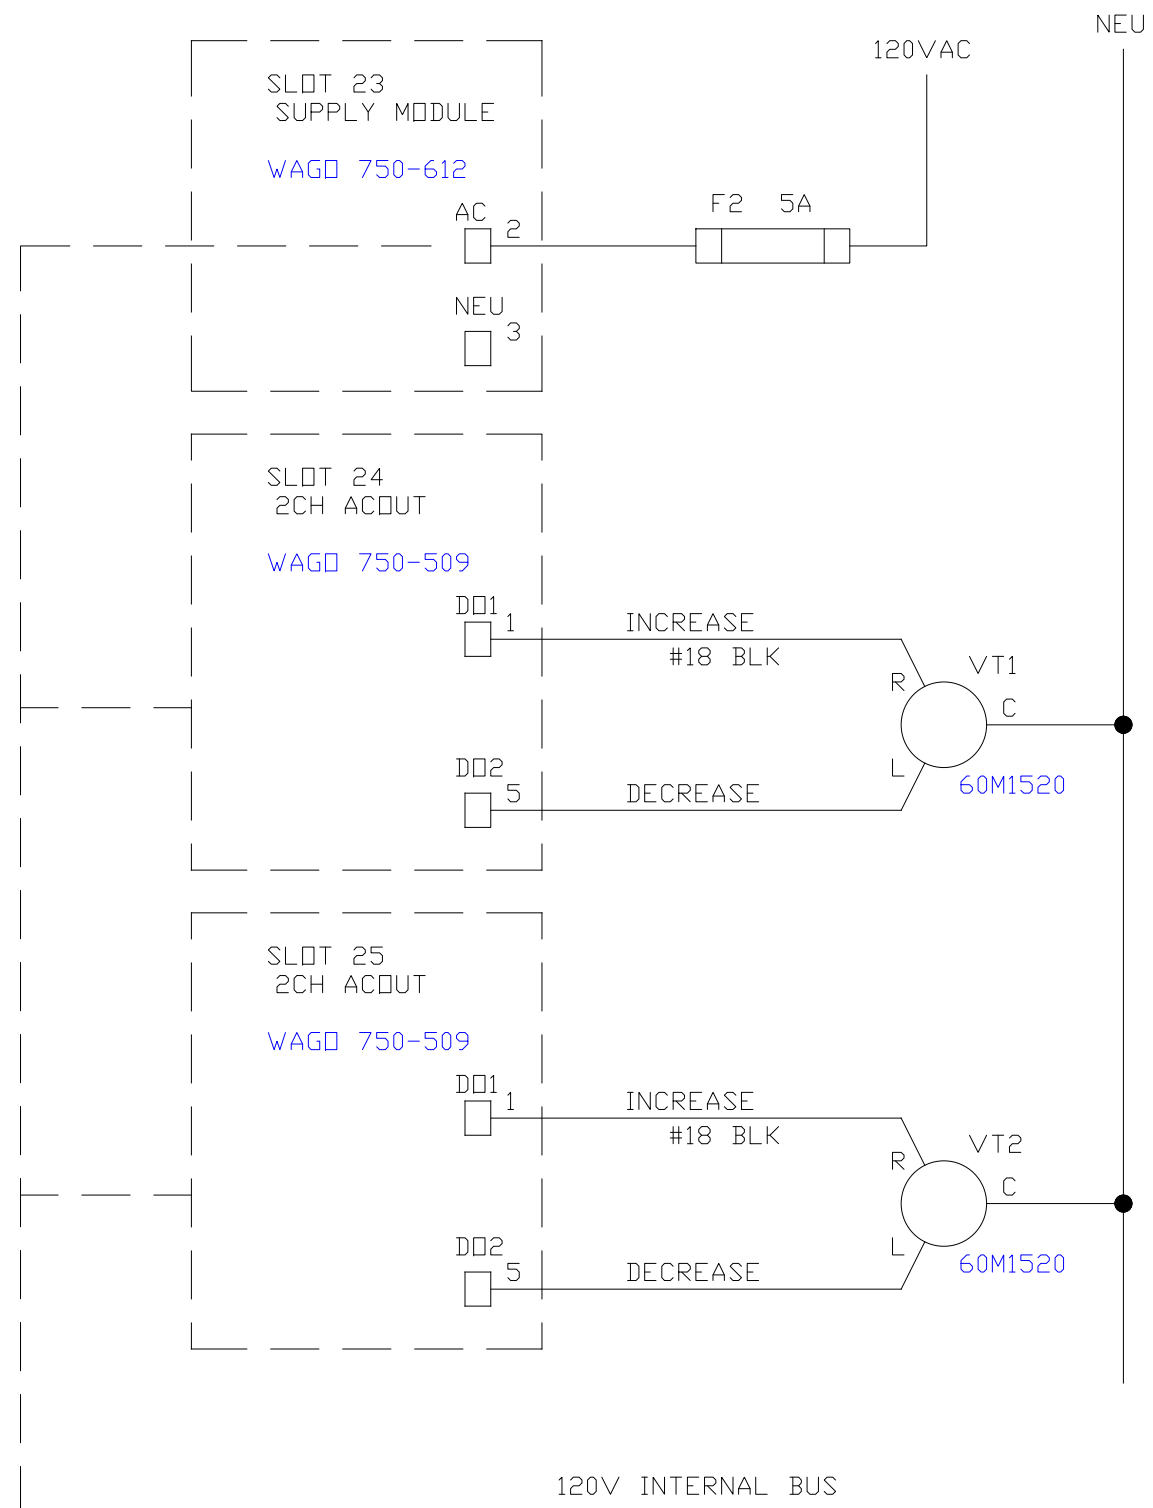 NEU
120VAC
SLOT 23
SUPPLY MODULE
WAGO 750-612
F2 5A
AC
2
NEU
3
SLOT 24
2CH ACOUT
WAGO 750-509
DO1
1
INCREASE
#18 BLK
VT1
R
C
DO2
L
5
DECREASE
60M1520
SLOT 25
2CH ACOUT
WAGO 750-509
DO1
1
INCREASE
#18 BLK
VT2
R
C
DO2
L
5
DECREASE
60M1520
120V INTERNAL BUS